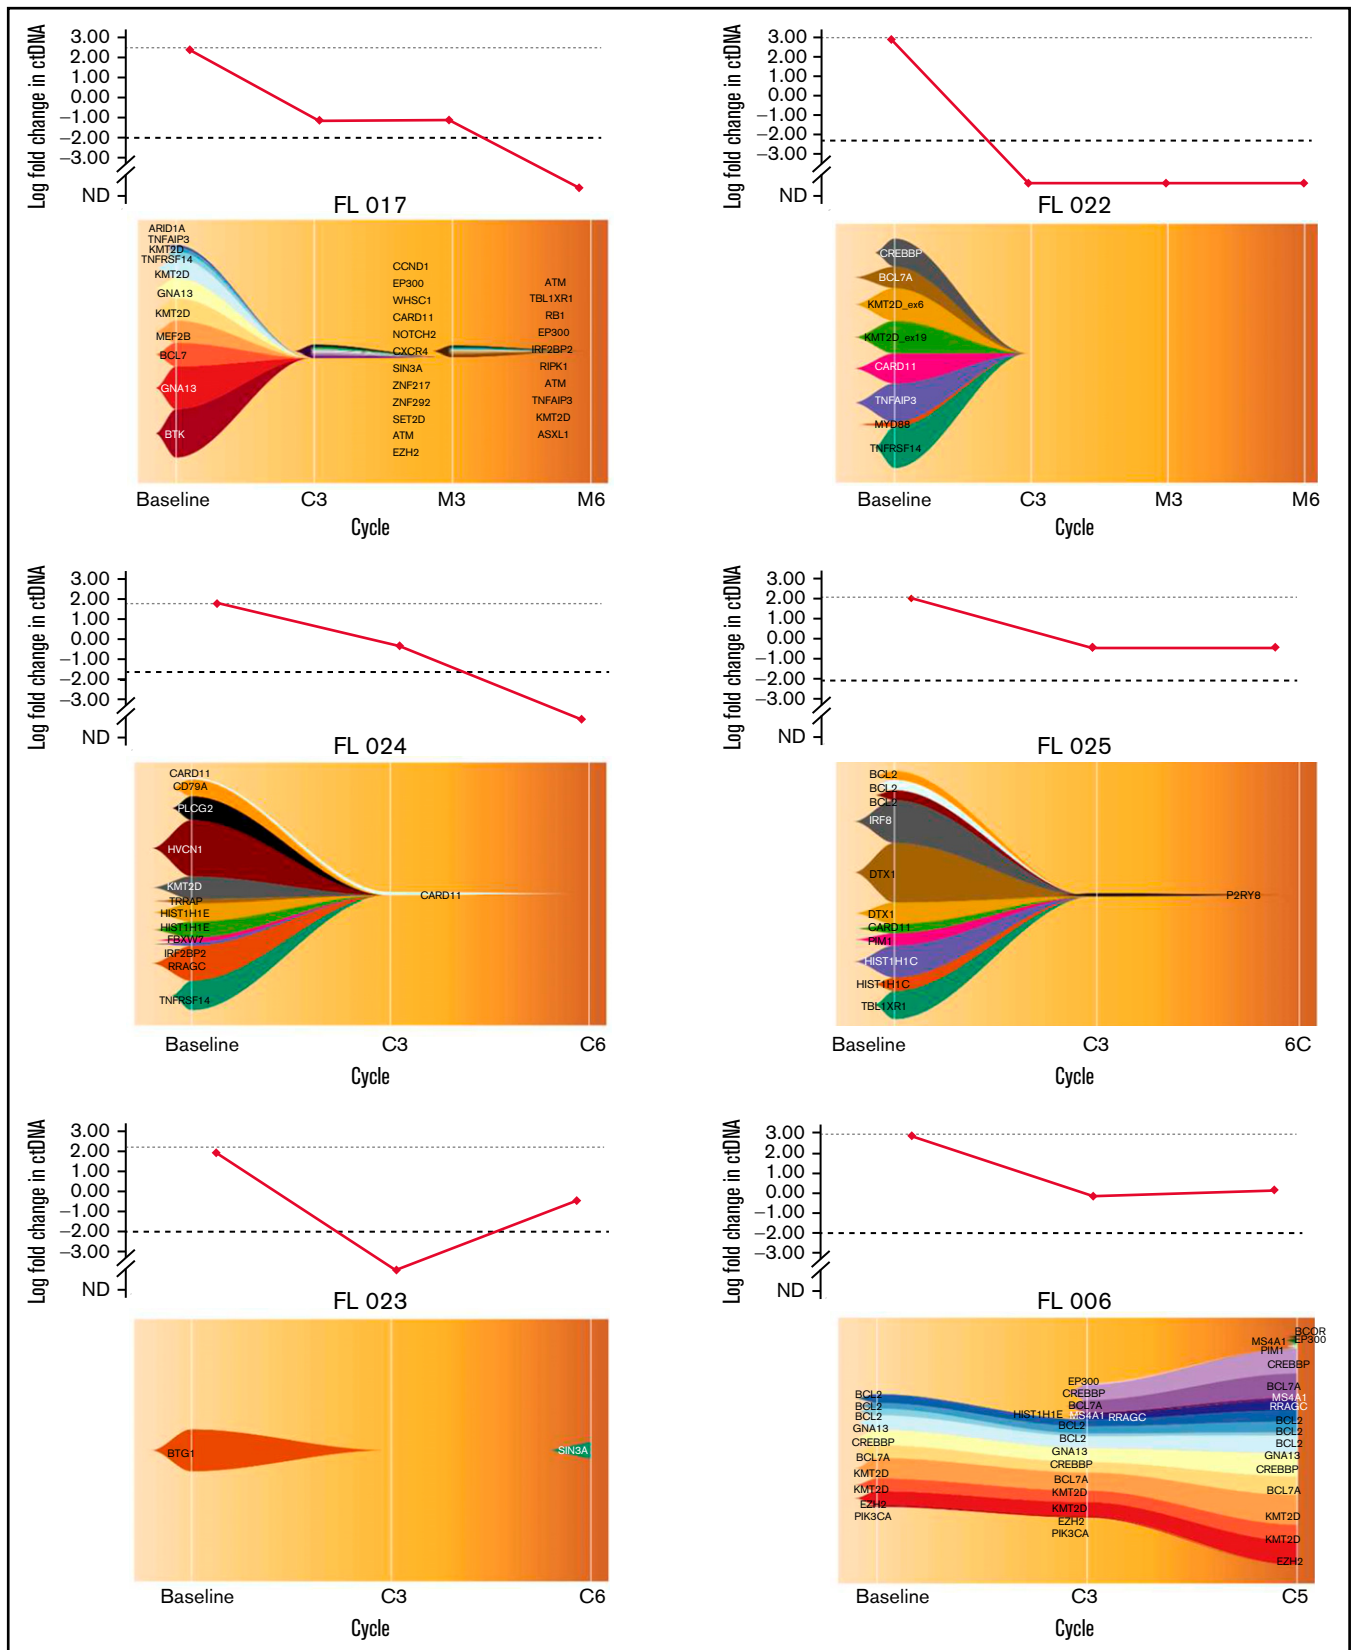 Log fold change in ctDNA
3.00
2.00
1.00
0.00
−1.00
−2.00
−3.00
ND
FL 017
ARID1A
TNFAIP3
KMT2D
TNFRSF14
KMT2D
GNA13
KMT2D
MEF2B
BCL7
GNA13
BTK
CCND1
EP300
WHSC1
CARD11
NOTCH2
CXCR4
SIN3A
ZNF217
ZNF292
SET2D
ATM
EZH2
ATM
TBL1XR1
RB1
EP300
IRF2BP2
RIPK1
ATM
TNFAIP3
KMT2D
ASXL1
Baseline C3 M3 M6
Cycle
Log fold change in ctDNA
3.00
2.00
1.00
0.00
−1.00
−2.00
−3.00
ND
FL 022
CREBBP
BCL7A
KMT2D_ex6
KMT2D_ex19
CARD11
TNFAIP3
MYD88
TNFRSF14
Baseline C3 M3 M6
Cycle
Log fold change in ctDNA
3.00
2.00
1.00
0.00
−1.00
−2.00
−3.00
ND
FL 024
CARD11
CD79A
PLCG2
HVCN1
KMT2D
TRRAP
HIST1H1E
HIST1H1E
FBXW7
IRF2BP2
RRAGC
TNFRSF14
CARD11
Baseline C3 C6
Cycle
Log fold change in ctDNA
3.00
2.00
1.00
0.00
−1.00
−2.00
−3.00
ND
FL 025
BCL2
BCL2
BCL2
IRF8
DTX1
DTX1
CARD11
PIM1
HIST1H1C
HIST1H1C
TBL1XR1
P2RY8
Baseline C3 6C
Cycle
Log fold change in ctDNA
3.00
2.00
1.00
0.00
−1.00
−2.00
−3.00
ND
FL 023
BTG1
SIN3A
Baseline C3 C6
Cycle
Log fold change in ctDNA
3.00
2.00
1.00
0.00
−1.00
−2.00
−3.00
ND
FL 006
BCL2
BCL2
BCL2
GNA13
CREBBP
BCL7A
KMT2D
KMT2D
EZH2
PIK3CA
EP300
CREBBP
BCL7A
HIST1H1E MS4A1 RRAGC
BCL2
BCL2
GNA13
CREBBP
BCL7A
KMT2D
KMT2D
EZH2
PIK3CA
BCOR
MS4A1 EP300
PIM1
CREBBP
BCL7A
MS4A1
RRAGC
BCL2
BCL2
BCL2
GNA13
CREBBP
BCL7A
KMT2D
KMT2D
EZH2
Baseline C3 C5
Cycle